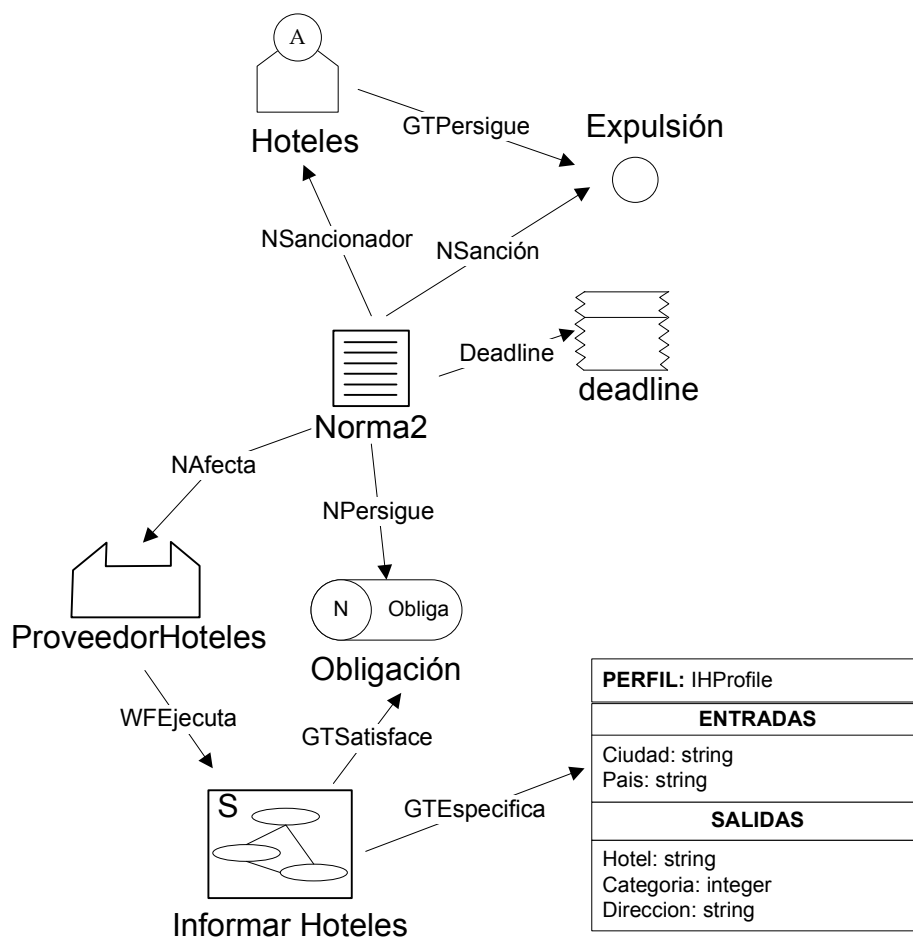 A
Hoteles
GTPersigue
Expulsión
NSancionador
NSanción
Deadline
deadline
Norma2
NAfecta
NPersigue
N Obliga
ProveedorHoteles
Obligación
WFEjecuta
GTSatisface
GTEspecifica
S
Informar Hoteles
PERFIL: IHProfile
ENTRADAS
Ciudad: string
Pais: string
SALIDAS
Hotel: string
Categoria: integer
Direccion: string